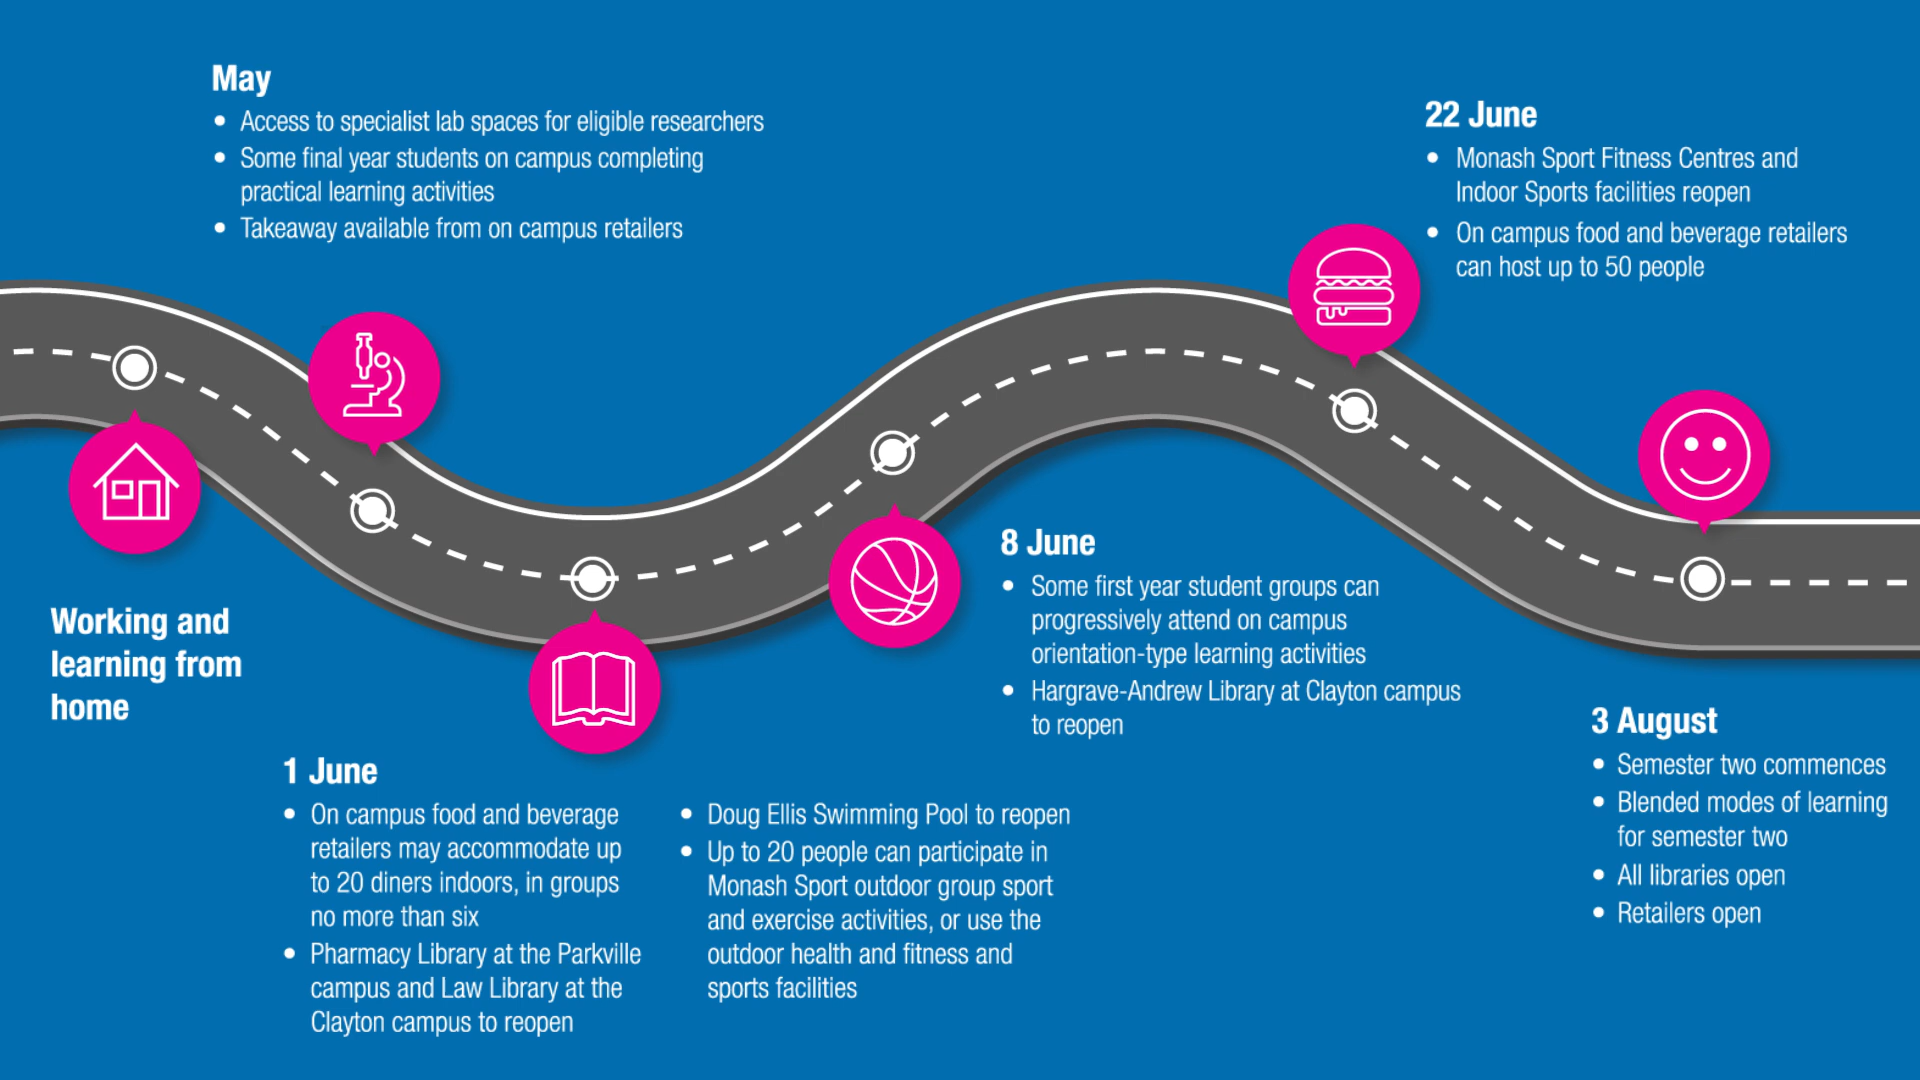 May
• Access to specialist lab spaces for eligible researchers
• Some final year students on campus completing
practical learning activities
• Takeaway available from on campus retailers
22 June
• Monash Sport Fitness Centres and
Indoor Sports facilities reopen
• On campus food and beverage retailers
can host up to 50 people
Working and
learning from
home
8 June
• Some first year student groups can
progressively attend on campus
orientation-type learning activities
• Hargrave-Andrew Library at Clayton campus
to reopen
1 June
• On campus food and beverage
retailers may accommodate up
to 20 diners indoors, in groups
no more than six
• Pharmacy Library at the Parkville
campus and Law Library at the
Clayton campus to reopen
• Doug Ellis Swimming Pool to reopen
• Up to 20 people can participate in
Monash Sport outdoor group sport
and exercise activities, or use the
outdoor health and fitness and
sports facilities
3 August
• Semester two commences
• Blended modes of learning
for semester two
• All libraries open
• Retailers open